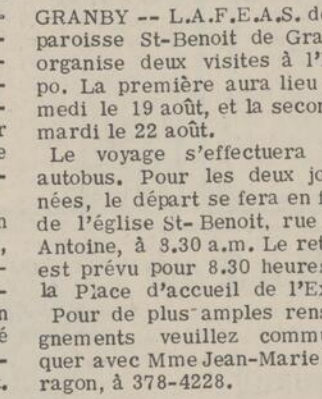 GRANBY -- L.A.F.E.A.S. de
paroisse St-Benoit de Gra
organise deux visites à l'
po. La première aura lieu
medi le 19 août, et la secon
mardi le 22 août.
Le voyage s'effectuera
autobus. Pour les deux jo
nées, le départ se fera en f
de l'église St- Benoit, rue
Antoine, à 8.30 a.m. Le ret
est prévu pour 8.30 heures
la Place d'accueil de l'Ex
Pour de plus amples rens
gnements veuillez commu
quer avec Mme Jean-Marie
ragon, à 378-4228.